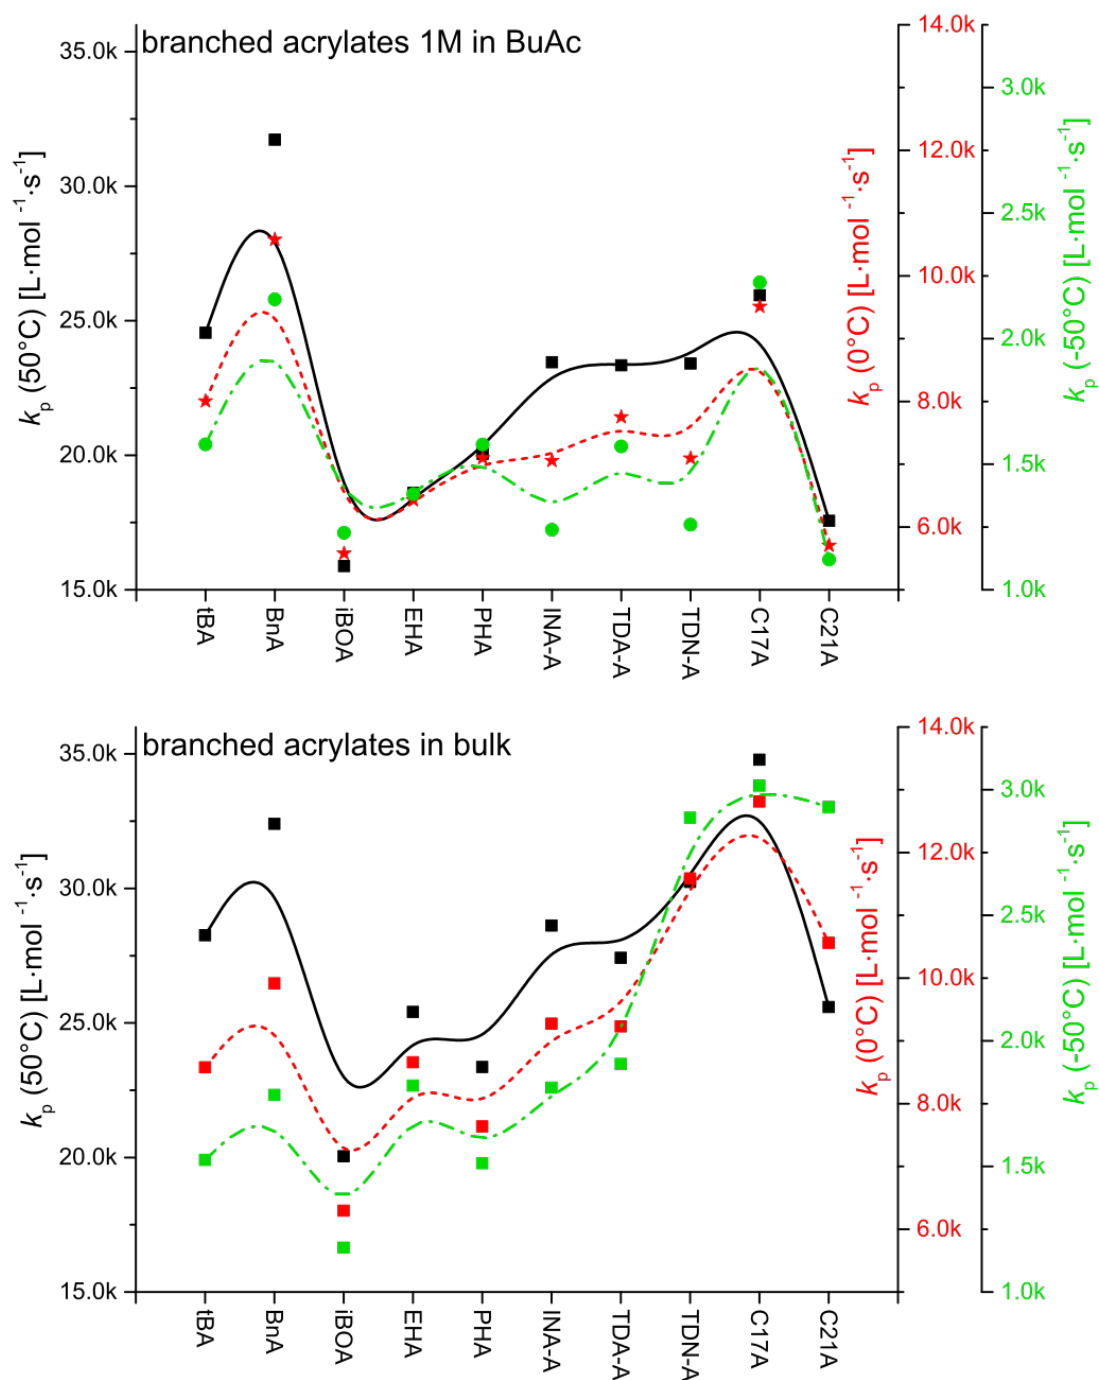 branched acrylates 1M in BuAc
35.0k
30.0k
25.0k
20.0k
15.0k
kp (50°C) [L·mol -1·s-1]
14.0k
12.0k
10.0k
8.0k
6.0k
kp (0°C) [L·mol -1·s-1]
3.0k
2.5k
2.0k
1.5k
1.0k
kp (-50°C) [L·mol -1·s-1]
tBA
BnA
iBOA
EHA
PHA
INA-A
TDA-A
TDN-A
C17A
C21A
branched acrylates in bulk
35.0k
30.0k
25.0k
20.0k
15.0k
kp (50°C) [L·mol -1·s-1]
14.0k
12.0k
10.0k
8.0k
6.0k
kp (0°C) [L·mol -1·s-1]
3.0k
2.5k
2.0k
1.5k
1.0k
kp (-50°C) [L·mol -1·s-1]
tBA
BnA
iBOA
EHA
PHA
INA-A
TDA-A
TDN-A
C17A
C21A